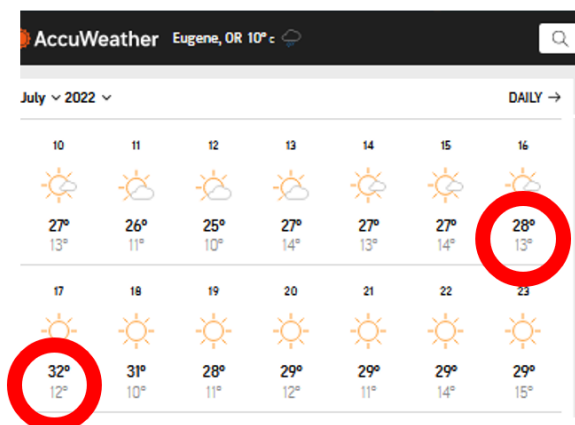 AccuWeather Eugene, OR 10° c
July 2022 DAILY →
10 11 12 13 14 15 16
27° 26° 25° 27° 27° 27° 28°
13° 11° 10° 14° 13° 14° 13°
17 18 19 20 21 22 23
32° 31° 28° 29° 29° 29° 29°
12° 10° 11° 12° 11° 14° 15°